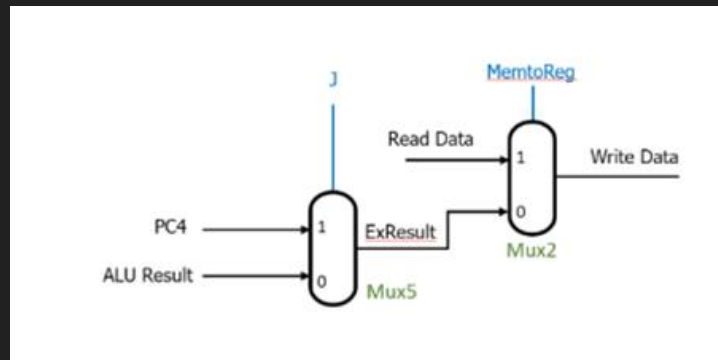 J
MemtoReg
Read Data
1
Write Data
PC4
1
ExResult
0
Mux2
ALU Result
0
Mux5